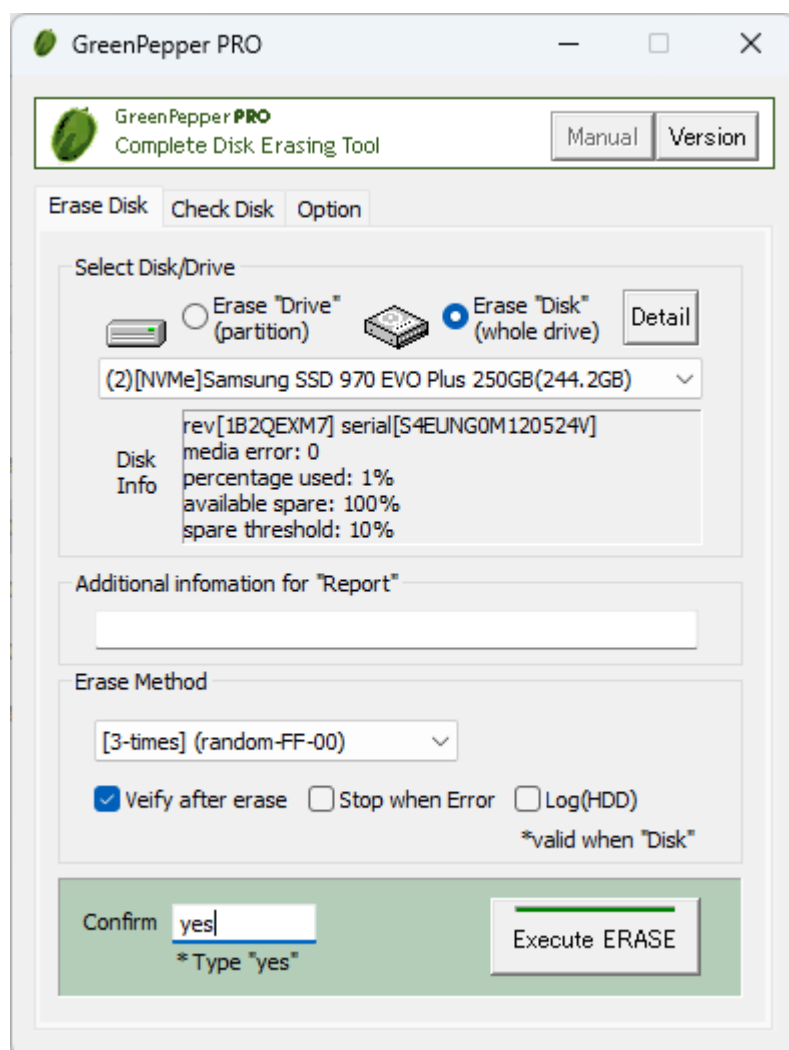 GreenPepper PRO
GreenPepper PRO
Complete Disk Erasing Tool
Manual
Version
Erase Disk
Check Disk
Option
Select Disk/Drive
Erase "Drive"
(partition)
Erase "Disk"
(whole drive)
Detail
(2)[NVMe]Samsung SSD 970 EVO Plus 250GB(244.2GB)
Disk
Info
rev[1B2QEXM7] serial[S4EUNG0M120524V]
media error: 0
percentage used: 1%
available spare: 100%
spare threshold: 10%
Additional infomation for "Report"
Erase Method
[3-times] (random-FF-00)
Veify after erase
Stop when Error
Log(HDD)
*valid when "Disk"
Confirm
yes
* Type "yes"
Execute ERASE